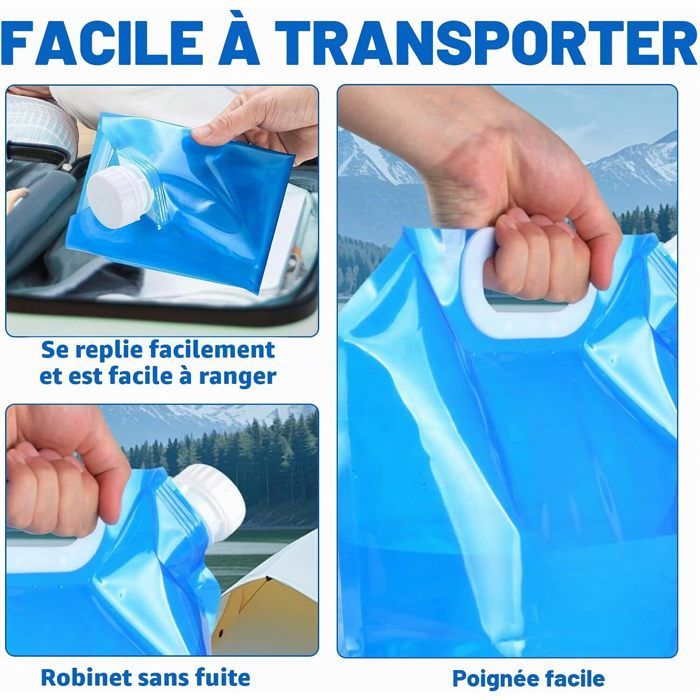 FACILE À TRANSPORTER
Se replie facilement
et est facile à ranger
Robinet sans fuite
Poignée facile